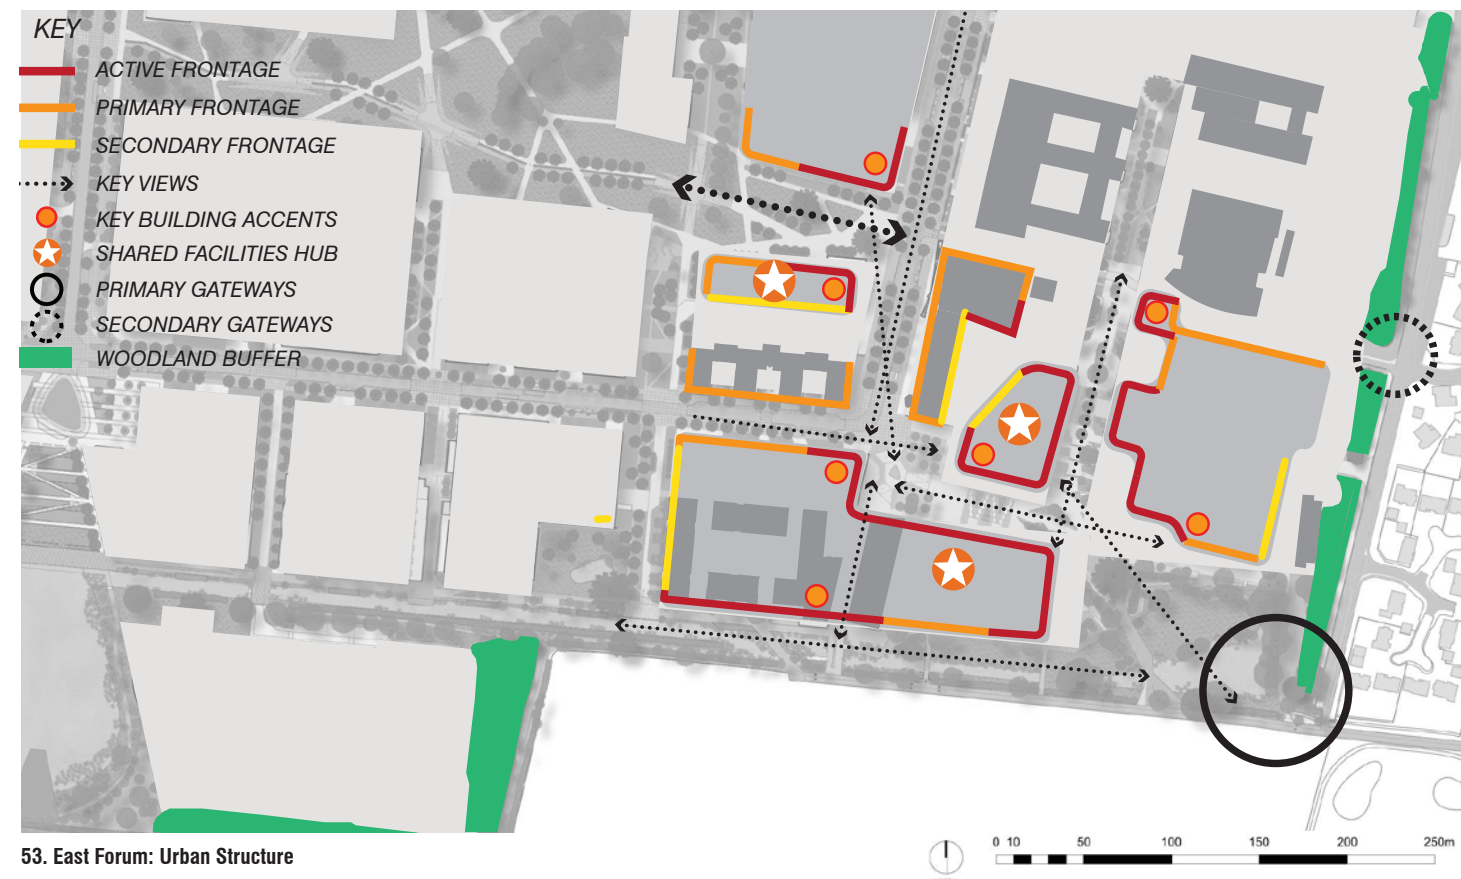 KEY
ACTIVE FRONTAGE
PRIMARY FRONTAGE
SECONDARY FRONTAGE
KEY VIEWS
KEY BUILDING ACCENTS
SHARED FACILITIES HUB
PRIMARY GATEWAYS
SECONDARY GATEWAYS
WOODLAND BUFFER
0 10 50 100 150 200 250m
53. East Forum: Urban Structure